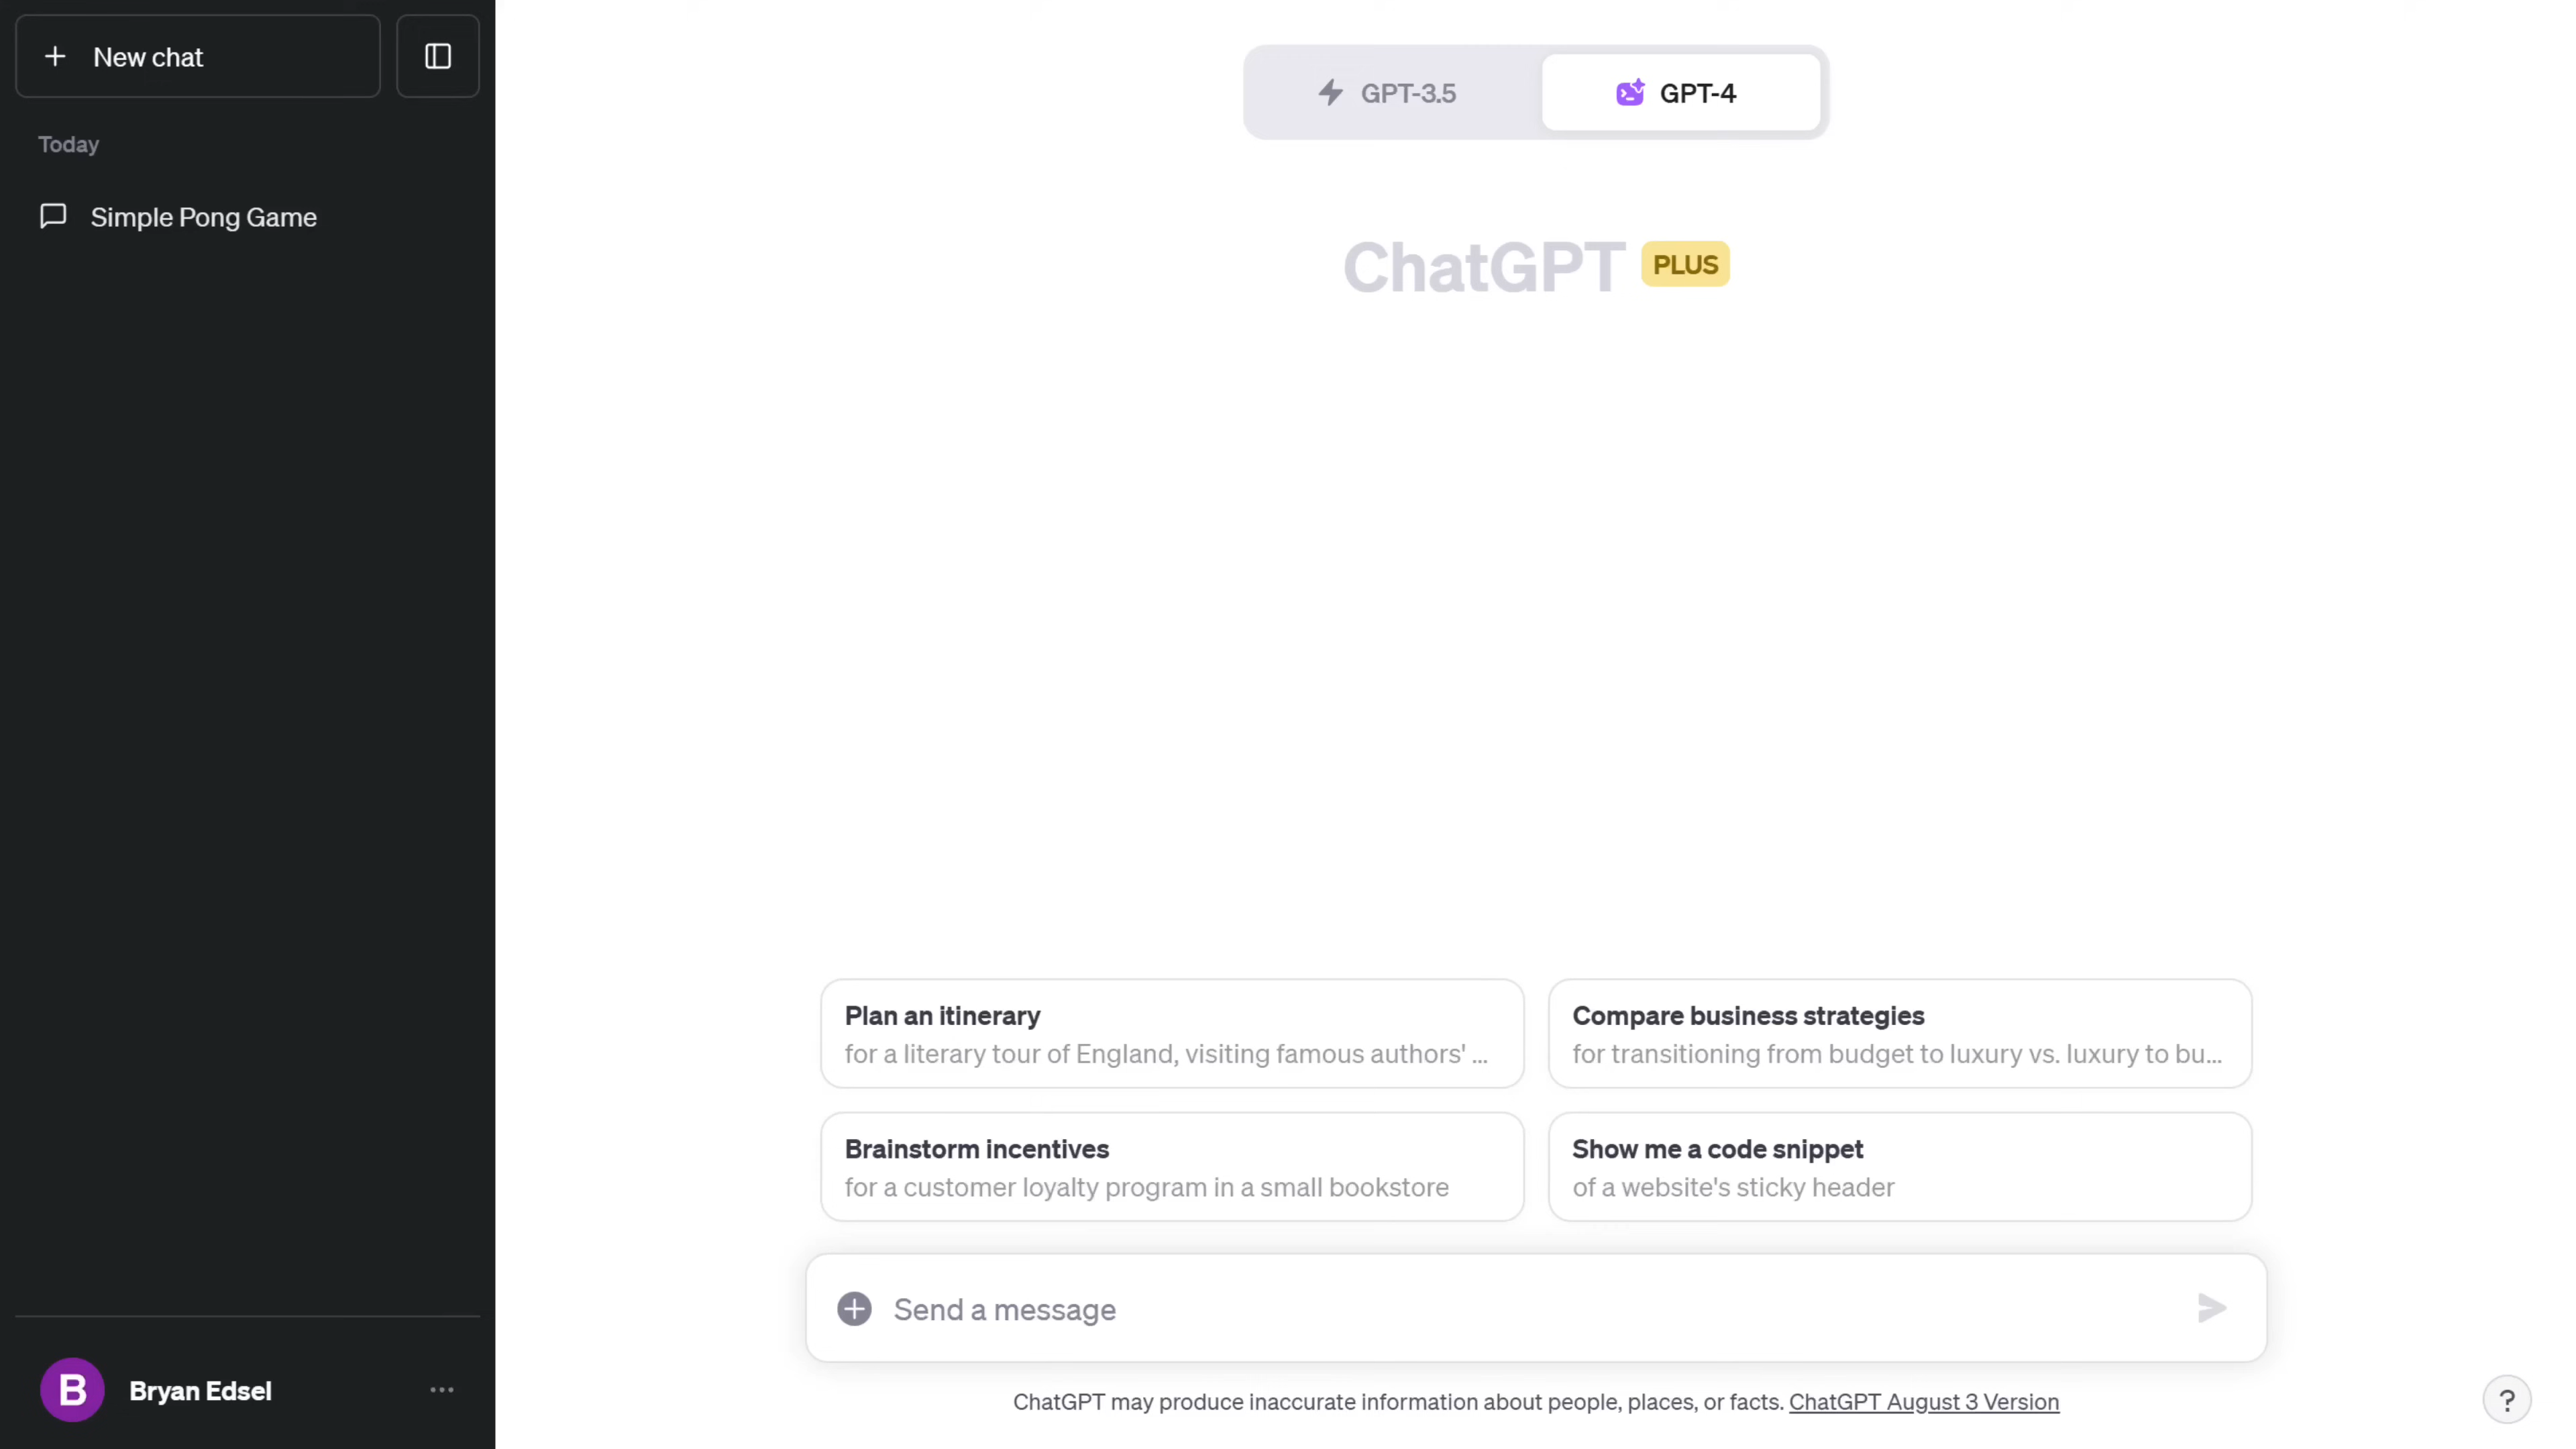 New chat
Today
Simple Pong Game
Bryan Edsel
GPT-3.5
GPT-4
ChatGPT PLUS
Plan an itinerary
for a literary tour of England, visiting famous authors' ...
Compare business strategies
for transitioning from budget to luxury vs. luxury to bu...
Brainstorm incentives
for a customer loyalty program in a small bookstore
Show me a code snippet
of a website's sticky header
Send a message
ChatGPT may produce inaccurate information about people, places, or facts. ChatGPT August 3 Version
B
?